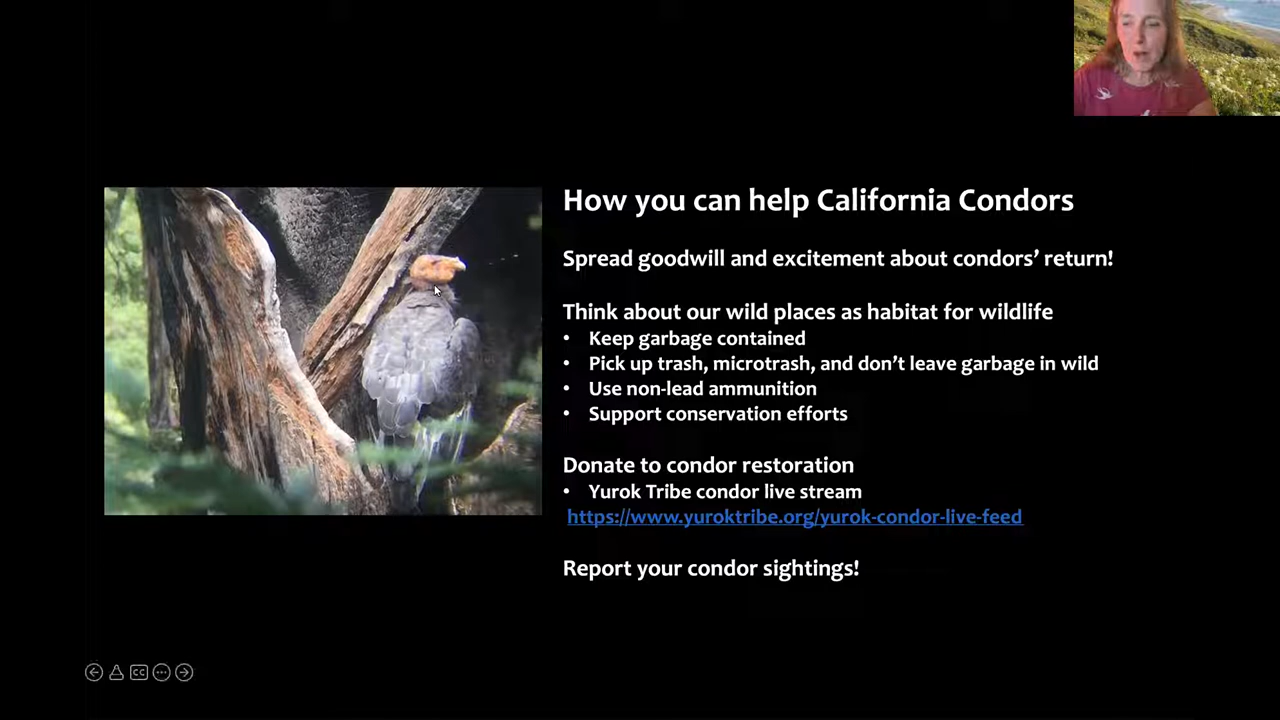 How you can help California Condors
Spread goodwill and excitement about condors’ return!
Think about our wild places as habitat for wildlife
• Keep garbage contained
• Pick up trash, microtrash, and don’t leave garbage in wild
• Use non-lead ammunition
• Support conservation efforts
Donate to condor restoration
• Yurok Tribe condor live stream
https://www.yuroktribe.org/yurok-condor-live-feed
Report your condor sightings!
CC